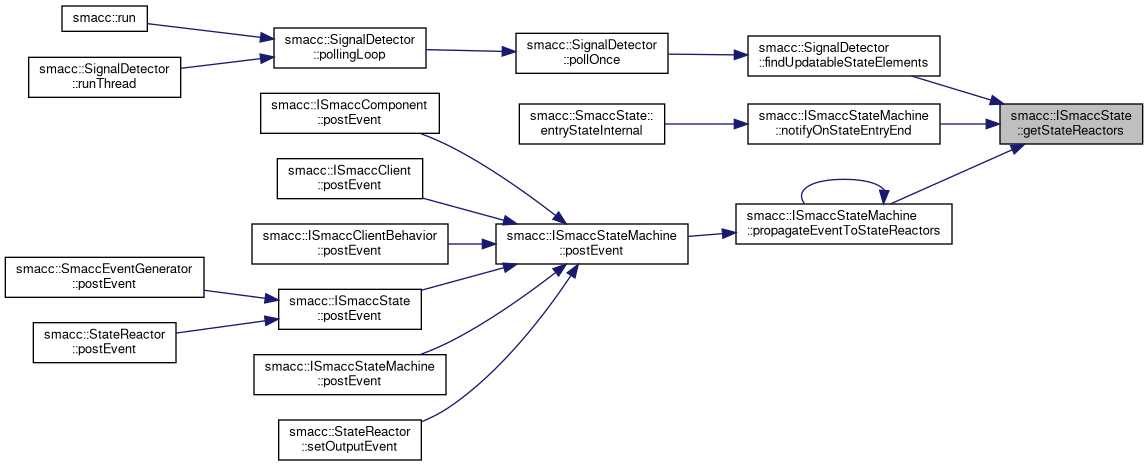 smacc::run
smacc::SignalDetector
::runThread
smacc::SignalDetector
::pollingLoop
smacc::SignalDetector
::pollOnce
smacc::SignalDetector
::findUpdatableStateElements
smacc::ISmaccComponent
::postEvent
smacc::SmaccState::
entryStateInternal
smacc::ISmaccStateMachine
::notifyOnStateEntryEnd
smacc::ISmaccState
::getStateReactors
smacc::ISmaccClient
::postEvent
smacc::ISmaccStateMachine
::propagateEventToStateReactors
smacc::ISmaccClientBehavior
::postEvent
smacc::ISmaccStateMachine
::postEvent
smacc::SmaccEventGenerator
::postEvent
smacc::ISmaccState
::postEvent
smacc::StateReactor
::postEvent
smacc::ISmaccStateMachine
::postEvent
smacc::StateReactor
::setOutputEvent